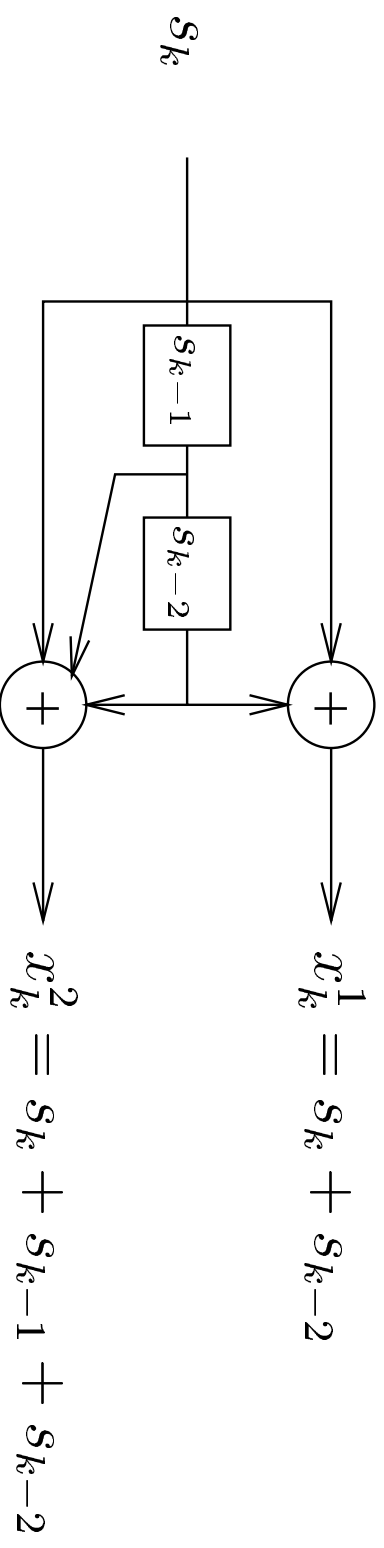 s_k
s_{k-1}
s_{k-2}
+
+
x_k^1 = s_k + s_{k-2}
x_k^2 = s_k + s_{k-1} + s_{k-2}